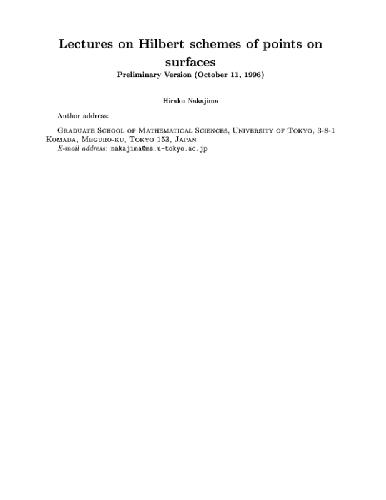 Lectures on Hilbert schemes of points on
surfaces
Preliminary Version (October 11, 1996)
Hiraku Nakajima
Author address:
Graduate School of Mathematical Sciences, University of Tokyo, 3-8-1
Komaba, Meguro-ku, Tokyo 153, Japan
E-mail address: nakajima@ms.u-tokyo.ac.jp